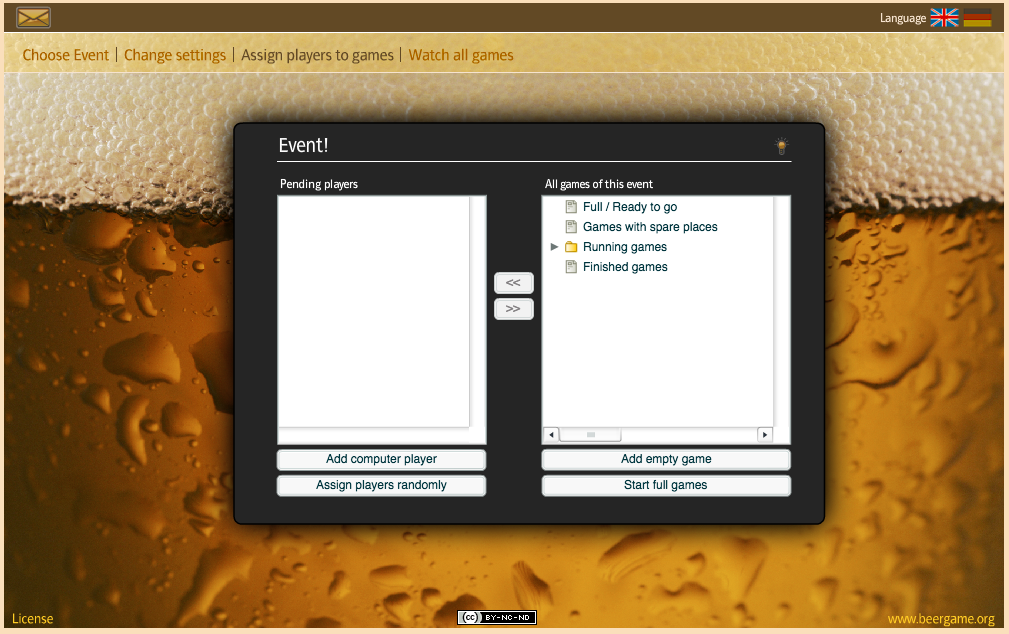 Language
Choose Event | Change settings | Assign players to games | Watch all games
Event!
Pending players
All games of this event
Full / Ready to go
Games with spare places
Running games
Finished games
<<
>>
Add computer player
Add empty game
Assign players randomly
Start full games
License
cc BY-NC-ND
www.beergame.org